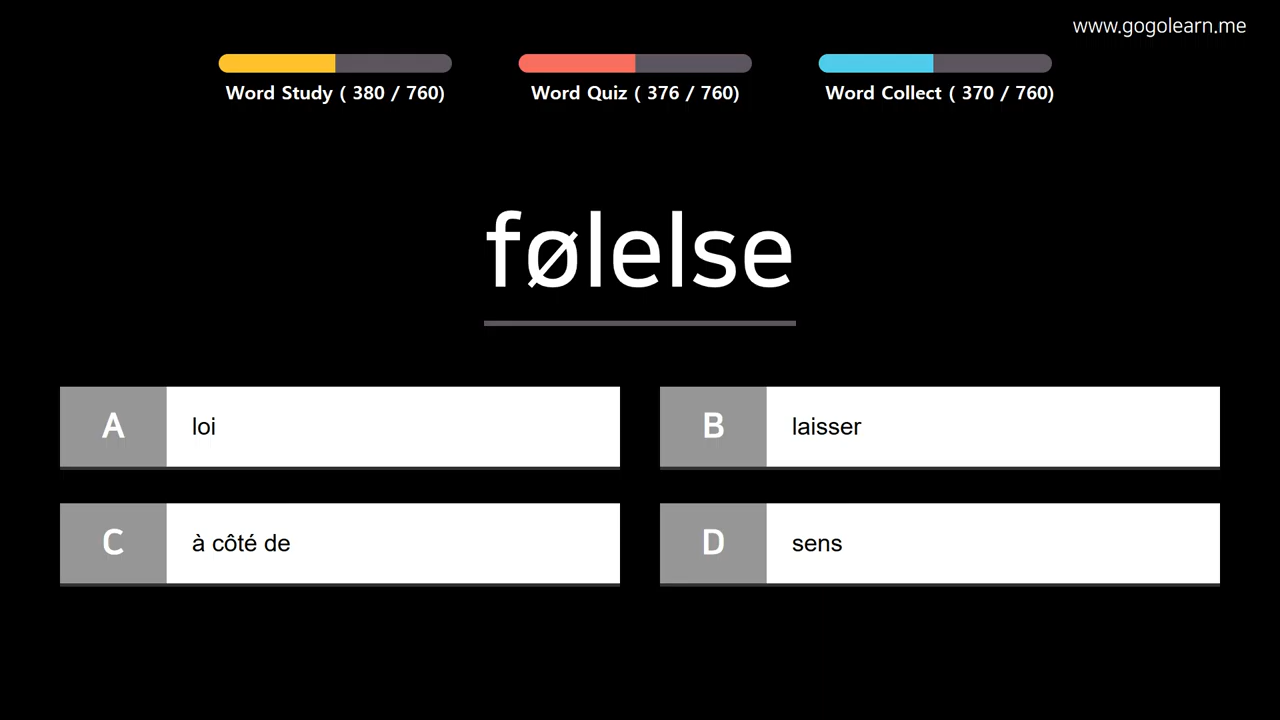 www.gogolearn.me
Word Study ( 380 / 760)
Word Quiz ( 376 / 760)
Word Collect ( 370 / 760)
følelse
A loi
B laisser
C à côté de
D sens